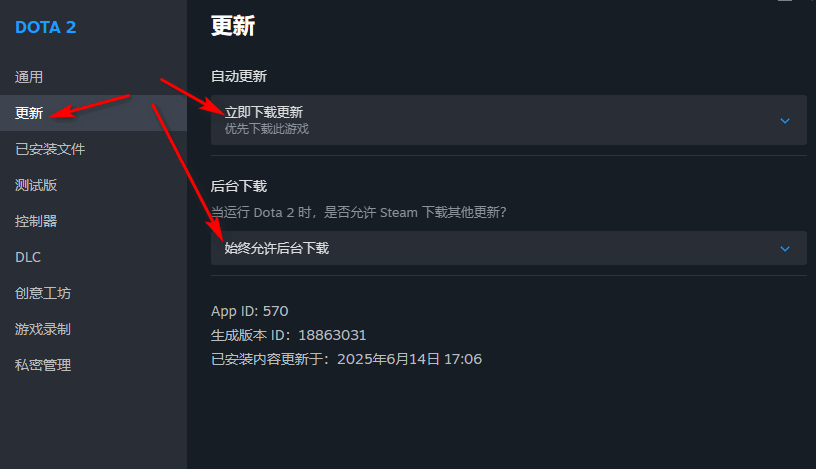 DOTA 2
通用
更新
已安装文件
测试版
控制器
DLC
创意工坊
游戏录制
私密管理
更新
自动更新
立即下载更新
优先下载此游戏
后台下载
当运行 Dota 2 时，是否允许 Steam 下载其他更新？
始终允许后台下载
App ID: 570
生成版本 ID：18863031
已安装内容更新于：2025年6月14日 17:06